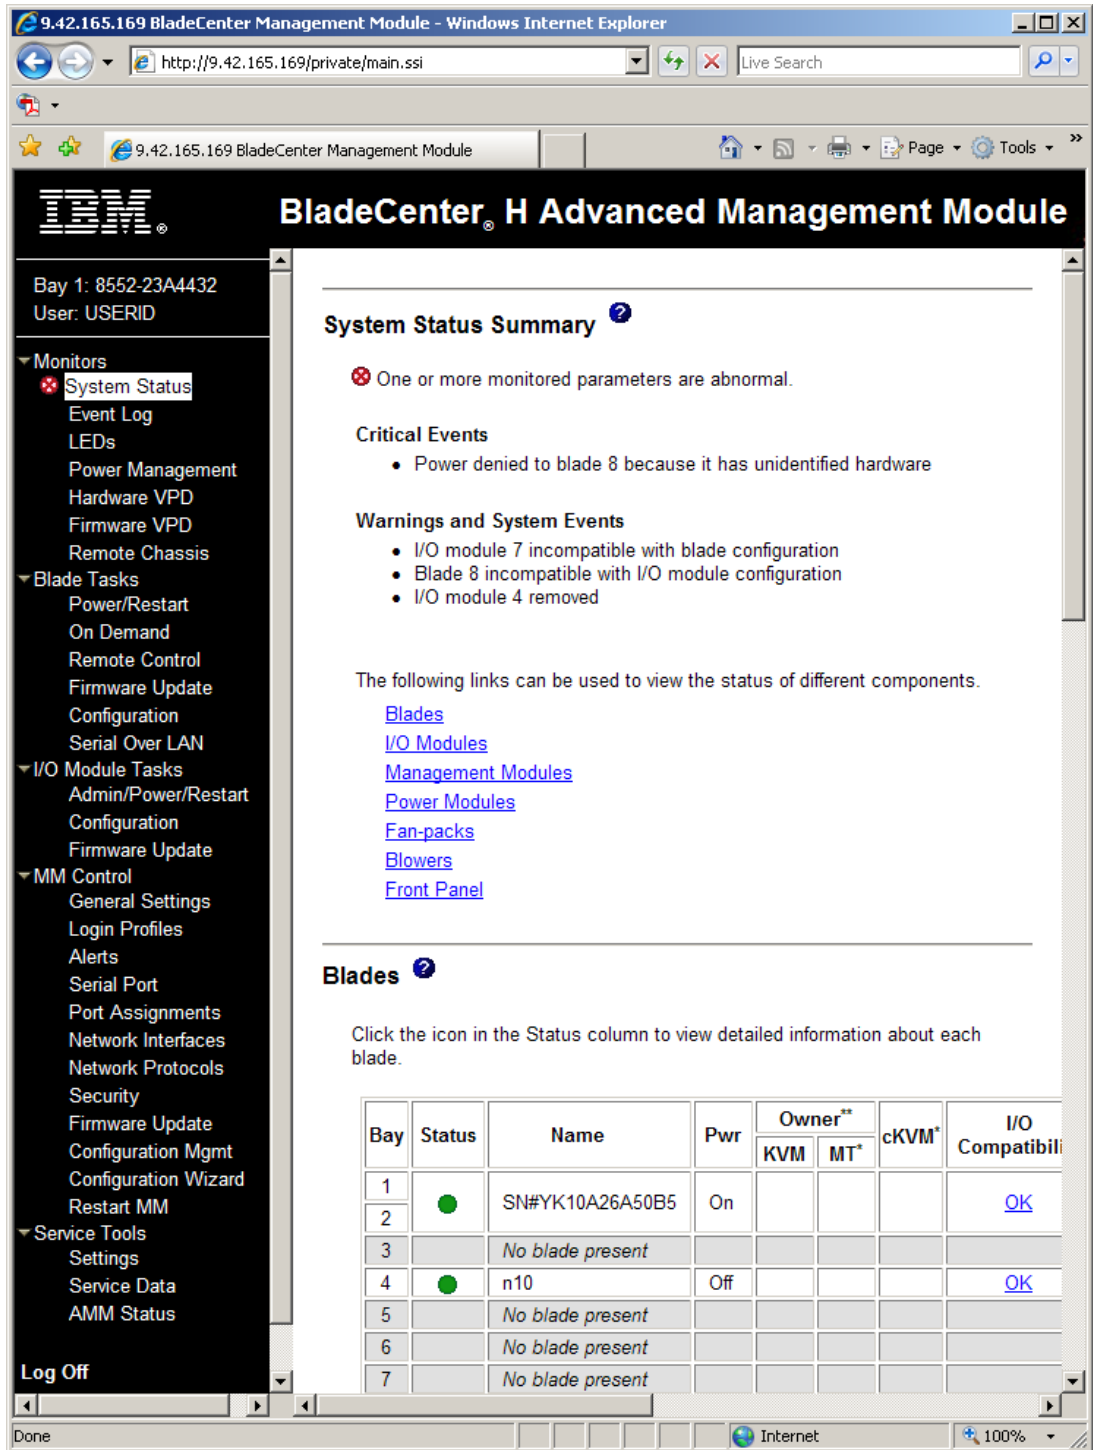 9.42.165.169 BladeCenter Management Module - Windows Internet Explorer
http://9.42.165.169/private/main.ssi
Live Search
9.42.165.169 BladeCenter Management Module
Page
Tools
»
IBM®
BladeCenter® H Advanced Management Module
Bay 1: 8552-23A4432
User: USERID
Monitors
System Status
Event Log
LEDs
Power Management
Hardware VPD
Firmware VPD
Remote Chassis
Blade Tasks
Power/Restart
On Demand
Remote Control
Firmware Update
Configuration
Serial Over LAN
I/O Module Tasks
Admin/Power/Restart
Configuration
Firmware Update
MM Control
General Settings
Login Profiles
Alerts
Serial Port
Port Assignments
Network Interfaces
Network Protocols
Security
Firmware Update
Configuration Mgmt
Configuration Wizard
Restart MM
Service Tools
Settings
Service Data
AMM Status
Log Off
System Status Summary ?
One or more monitored parameters are abnormal.
Critical Events
• Power denied to blade 8 because it has unidentified hardware
Warnings and System Events
• I/O module 7 incompatible with blade configuration
• Blade 8 incompatible with I/O module configuration
• I/O module 4 removed
The following links can be used to view the status of different components.
Blades
I/O Modules
Management Modules
Power Modules
Fan-packs
Blowers
Front Panel
Blades ?
Click the icon in the Status column to view detailed information about each
blade.
Bay Status Name Pwr Owner** KVM MT* cKVM* I/O Compatibili
1
2 SN#YK10A26A50B5 On OK
3 No blade present
4 n10 Off OK
5 No blade present
6 No blade present
7 No blade present
Done
Internet
100%